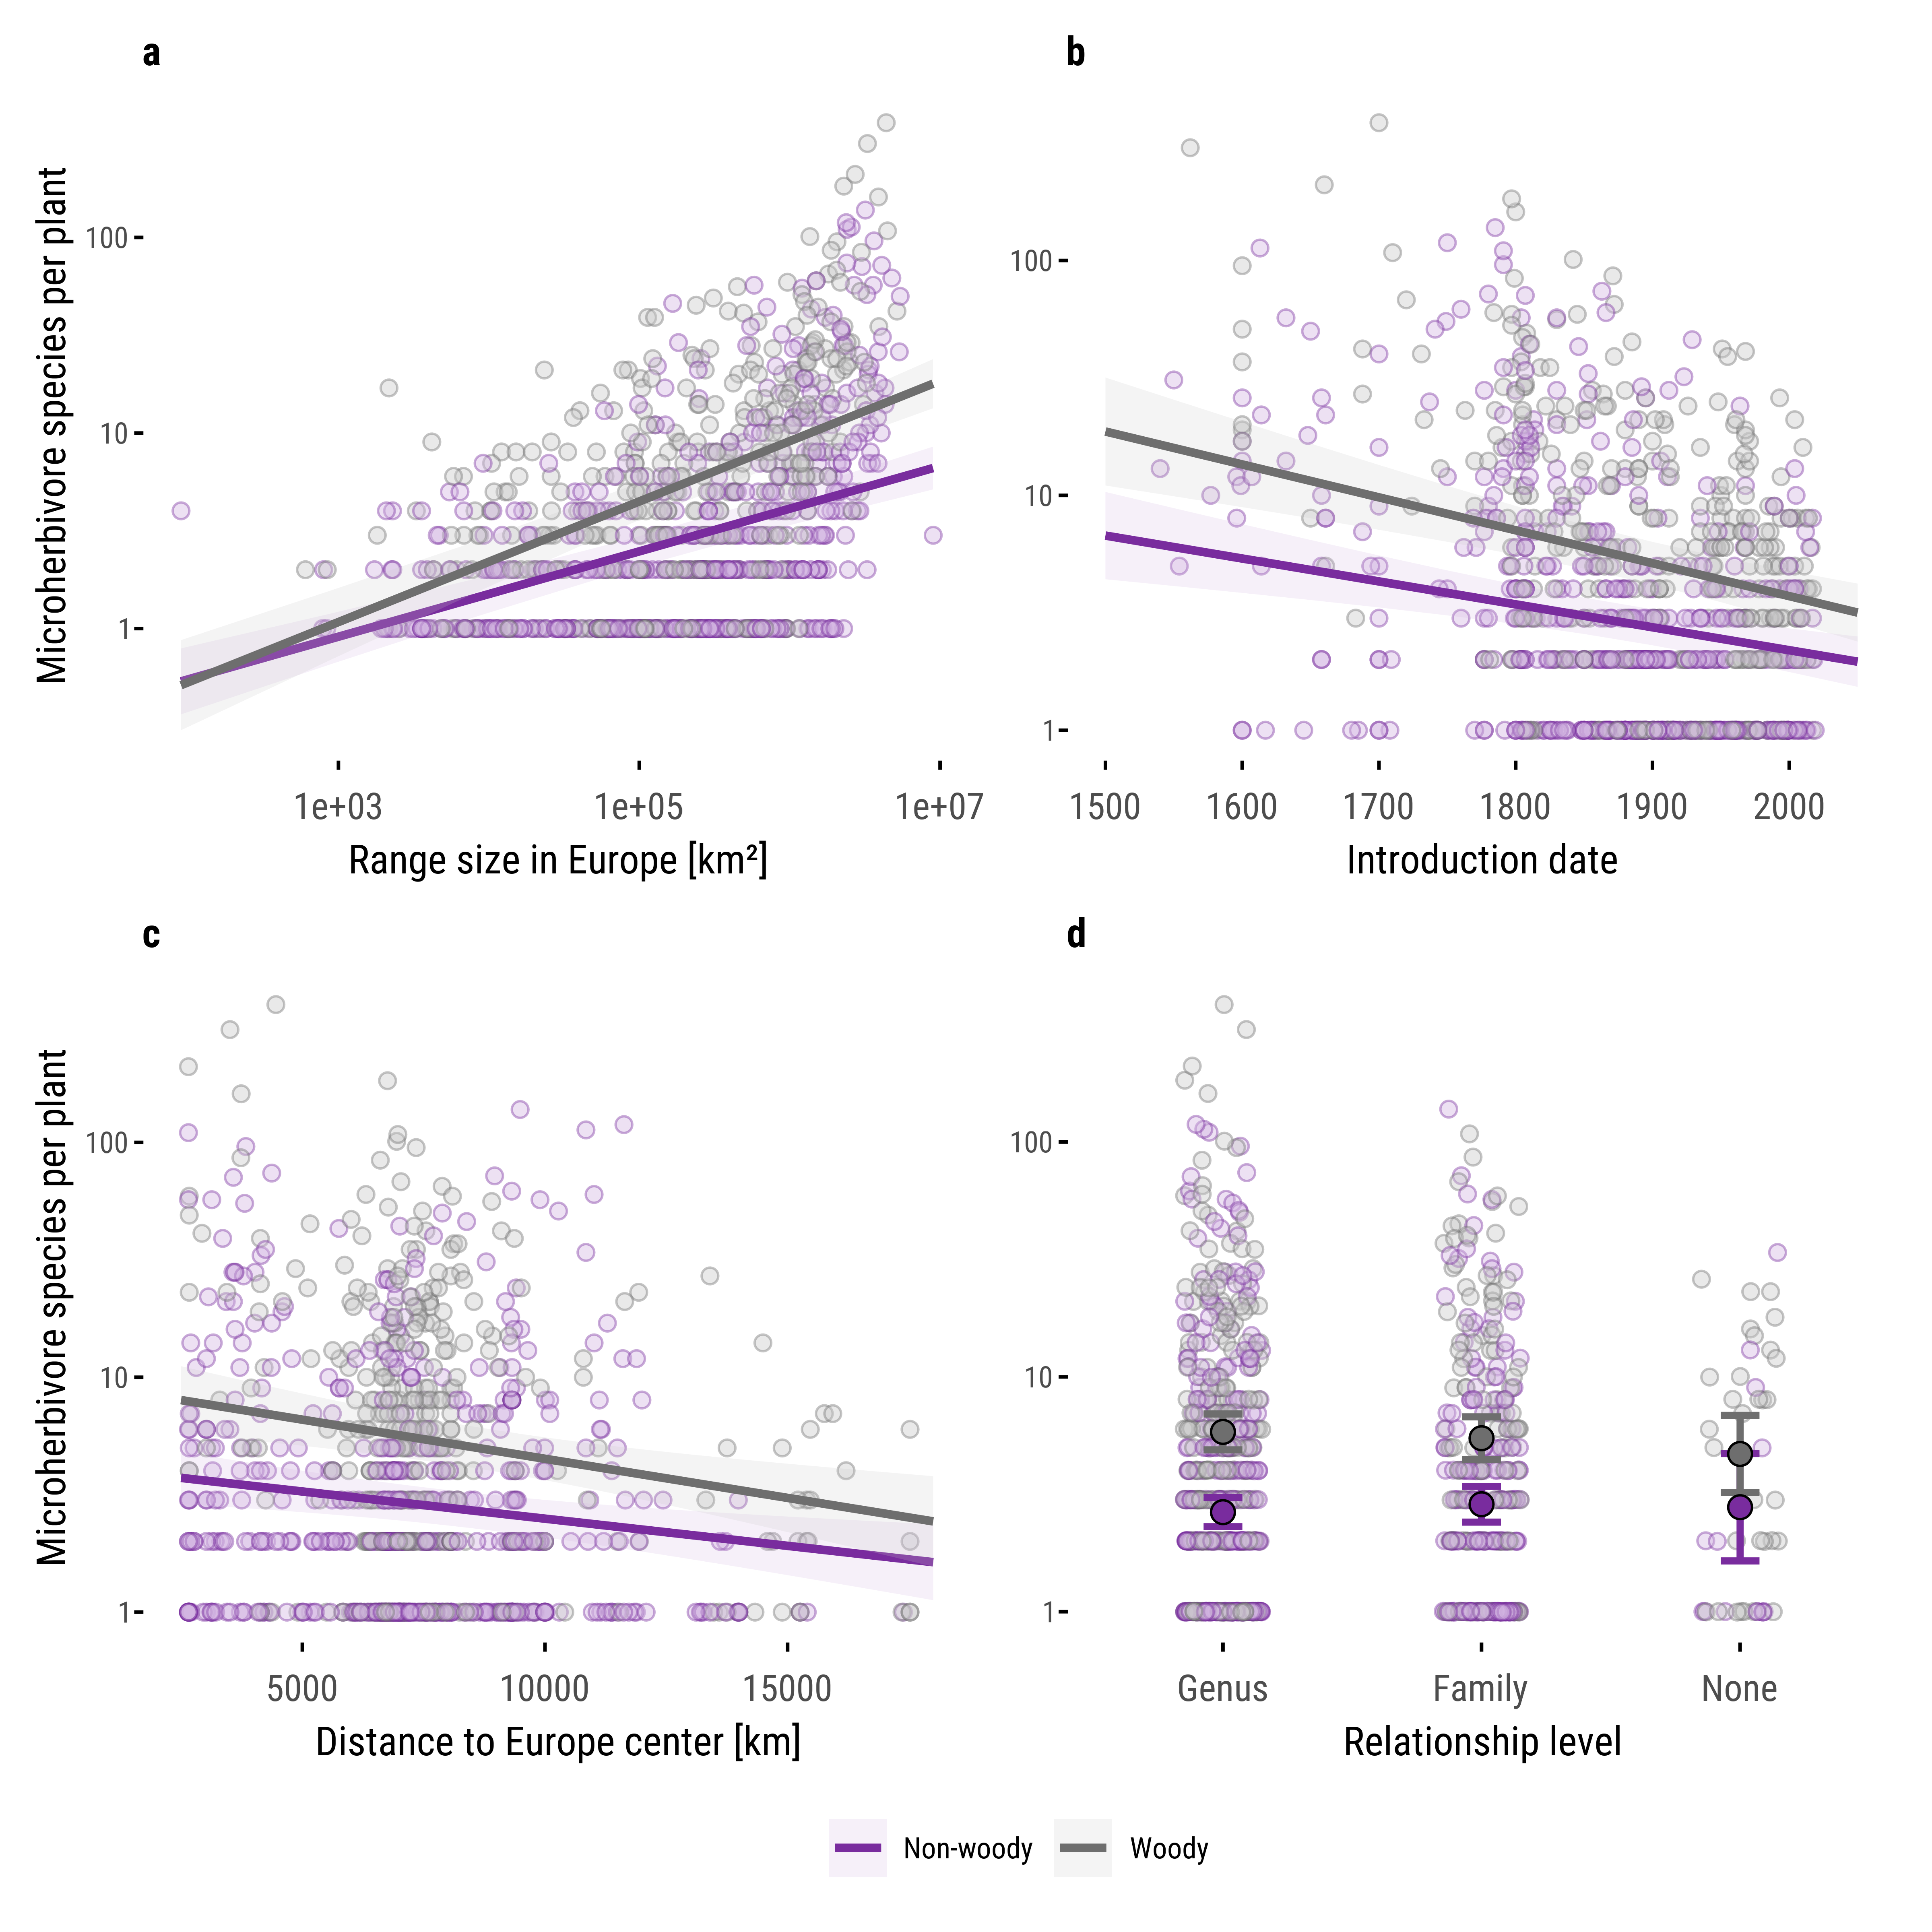 a
b
Microherbivore species per plant
100
10
1
1e+03
1e+05
1e+07
Range size in Europe [km²]
100
10
1
1500
1600
1700
1800
1900
2000
Introduction date
c
d
Microherbivore species per plant
100
10
1
5000
10000
15000
Distance to Europe center [km]
100
10
1
Genus
Family
None
Relationship level
Non-woody
Woody